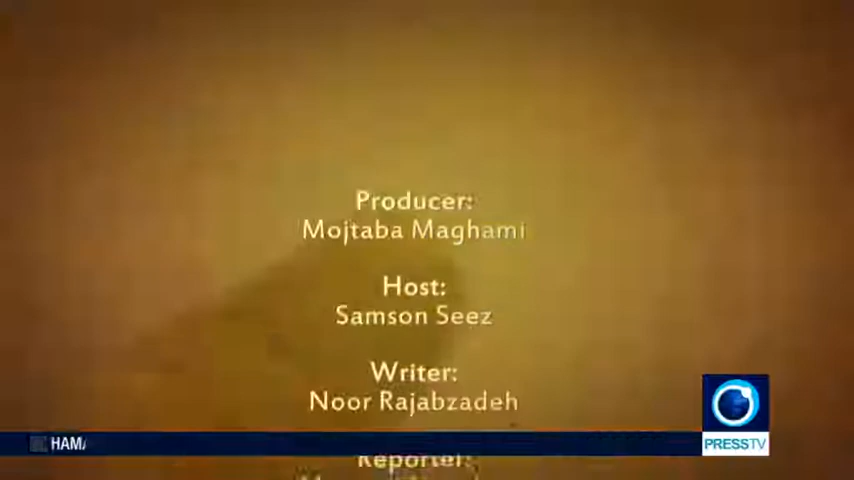 Producer:
Mojtaba Maghami
Host:
Samson Seez
Writer:
Noor Rajabzadeh
PRESSTV
Reporter: